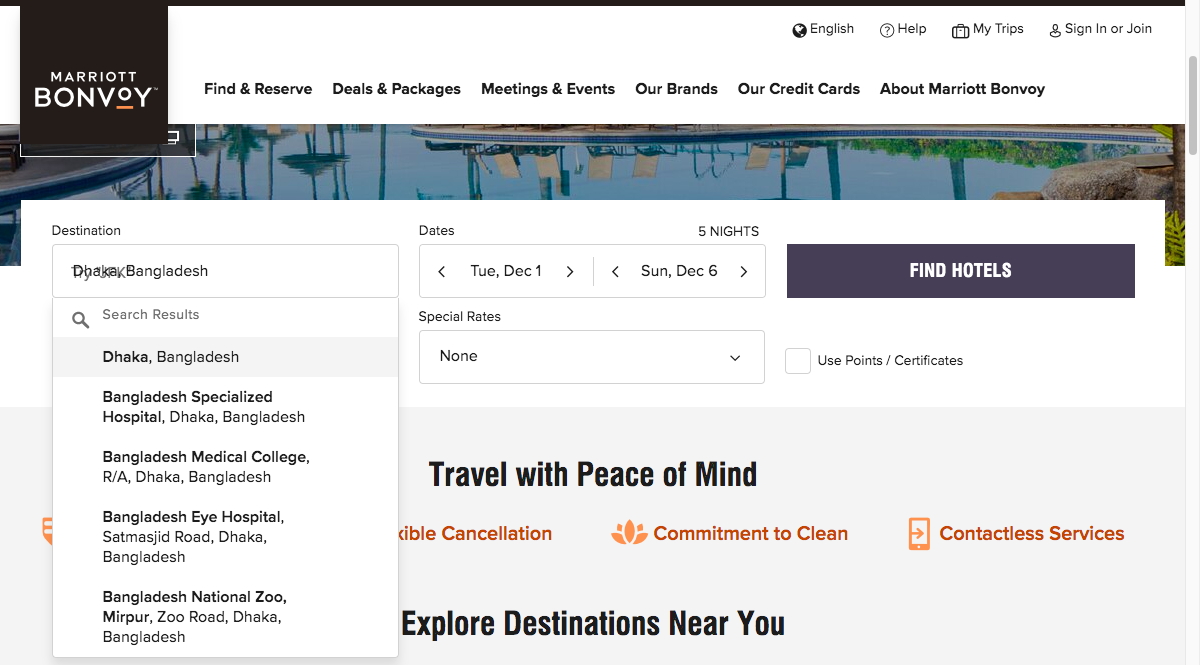 English
Help
My Trips
Sign In or Join
MARRIOTT
BONVOY™
Find & Reserve
Deals & Packages
Meetings & Events
Our Brands
Our Credit Cards
About Marriott Bonvoy
Destination
Dhaka, Bangladesh
Dates
5 NIGHTS
Tue, Dec 1
Sun, Dec 6
FIND HOTELS
Search Results
Dhaka, Bangladesh
Bangladesh Specialized
Hospital, Dhaka, Bangladesh
Bangladesh Medical College,
R/A, Dhaka, Bangladesh
Bangladesh Eye Hospital,
Satmasjid Road, Dhaka,
Bangladesh
Bangladesh National Zoo,
Mirpur, Zoo Road, Dhaka,
Bangladesh
Special Rates
None
Use Points / Certificates
Travel with Peace of Mind
Cancellation
Commitment to Clean
Contactless Services
Explore Destinations Near You